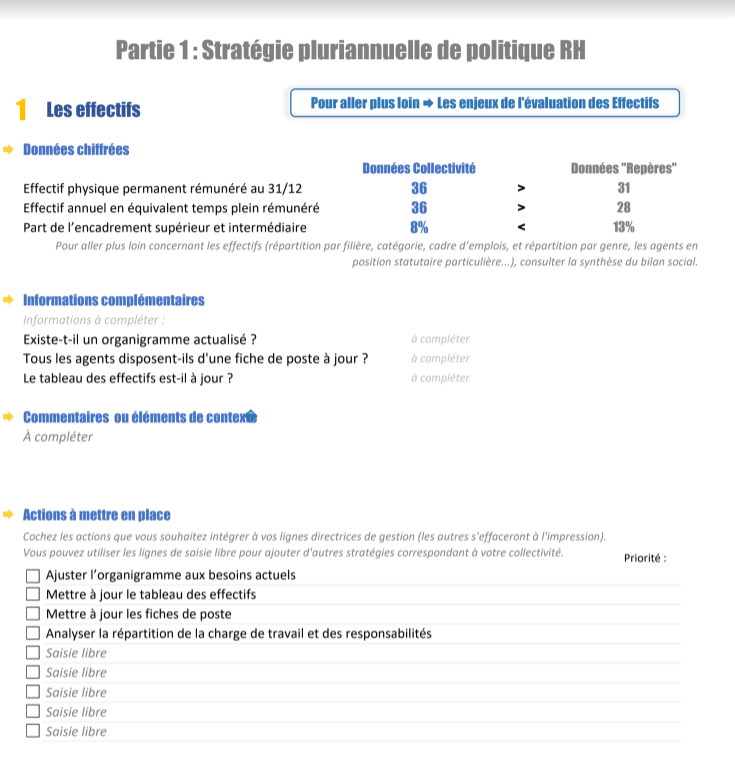 Partie 1 : Stratégie pluriannuelle de politique RH
1 Les effectifs
Pour aller plus loin ➡ Les enjeux de l'évaluation des Effectifs
Données chiffrées
Données Collectivité Données "Repères"
Effectif physique permanent rémunéré au 31/12 36 > 31
Effectif annuel en équivalent temps plein rémunéré 36 > 28
Part de l'encadrement supérieur et intermédiaire 8% < 13%
Pour aller plus loin concernant les effectifs (répartition par filière, catégorie, cadre d'emplois, et répartition par genre, les agents en
position statutaire particulière...), consulter la synthèse du bilan social.
Informations complémentaires
Informations à compléter :
Existe-t-il un organigramme actualisé ? à compléter
Tous les agents disposent-ils d'une fiche de poste à jour ? à compléter
Le tableau des effectifs est-il à jour ? à compléter
Commentaires ou éléments de contexte
À compléter
Actions à mettre en place
Cochez les actions que vous souhaitez intégrer à vos lignes directrices de gestion (les autres s'effaceront à l'impression).
Vous pouvez utiliser les lignes de saisie libre pour ajouter d'autres stratégies correspondant à votre collectivité.
Priorité :
Ajuster l'organigramme aux besoins actuels
Mettre à jour le tableau des effectifs
Mettre à jour les fiches de poste
Analyser la répartition de la charge de travail et des responsabilités
Saisie libre
Saisie libre
Saisie libre
Saisie libre
Saisie libre